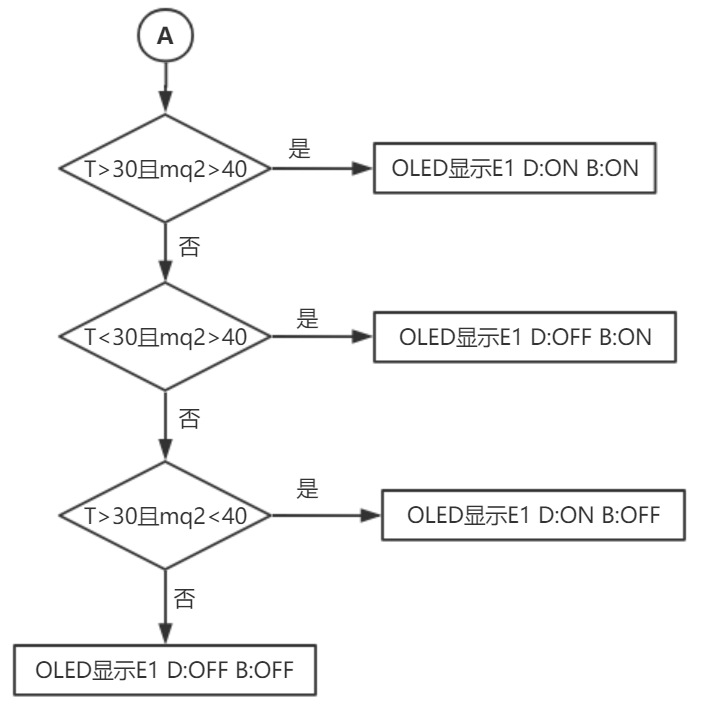 A
T>30且mq2>40
是
OLED显示E1 D:ON B:ON
否
T<30且mq2>40
是
OLED显示E1 D:OFF B:ON
否
T>30且mq2<40
是
OLED显示E1 D:ON B:OFF
否
OLED显示E1 D:OFF B:OFF